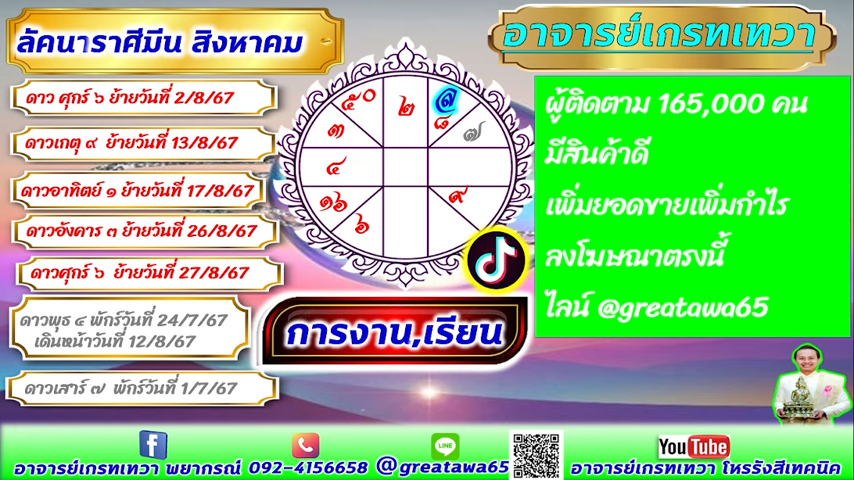 ลัคนาราศีมีน สิงหาคม
อาจารย์เกรทเทวา
ดาว ศุกร์ ๖ ย้ายวันที่ 2/8/67
ดาวเกตุ ๙ ย้ายวันที่ 13/8/67
ดาวอาทิตย์ ๑ ย้ายวันที่ 17/8/67
ดาวอังคาร ๓ ย้ายวันที่ 26/8/67
ดาวศุกร์ ๖ ย้ายวันที่ 27/8/67
ดาวพุธ ๔ พักร์วันที่ 24/7/67
เดินหน้าวันที่ 12/8/67
ดาวเสาร์ ๗ พักร์วันที่ 1/7/67
๕ ๐
๒
ล
๘
๓
๗
๔
๑๖
๖
๙
การงาน,เรียน
ผู้ติดตาม 165,000 คน
มีสินค้าดี
เพิ่มยอดขายเพิ่มกำไร
ลงโฆษณาตรงนี้
ไลน์ @greatawa65
LINE
YouTube
อาจารย์เกรทเทวา พยากรณ์ 092-4156658 @greatawa65
อาจารย์เกรทเทวา โหรรังสีเทคนิค